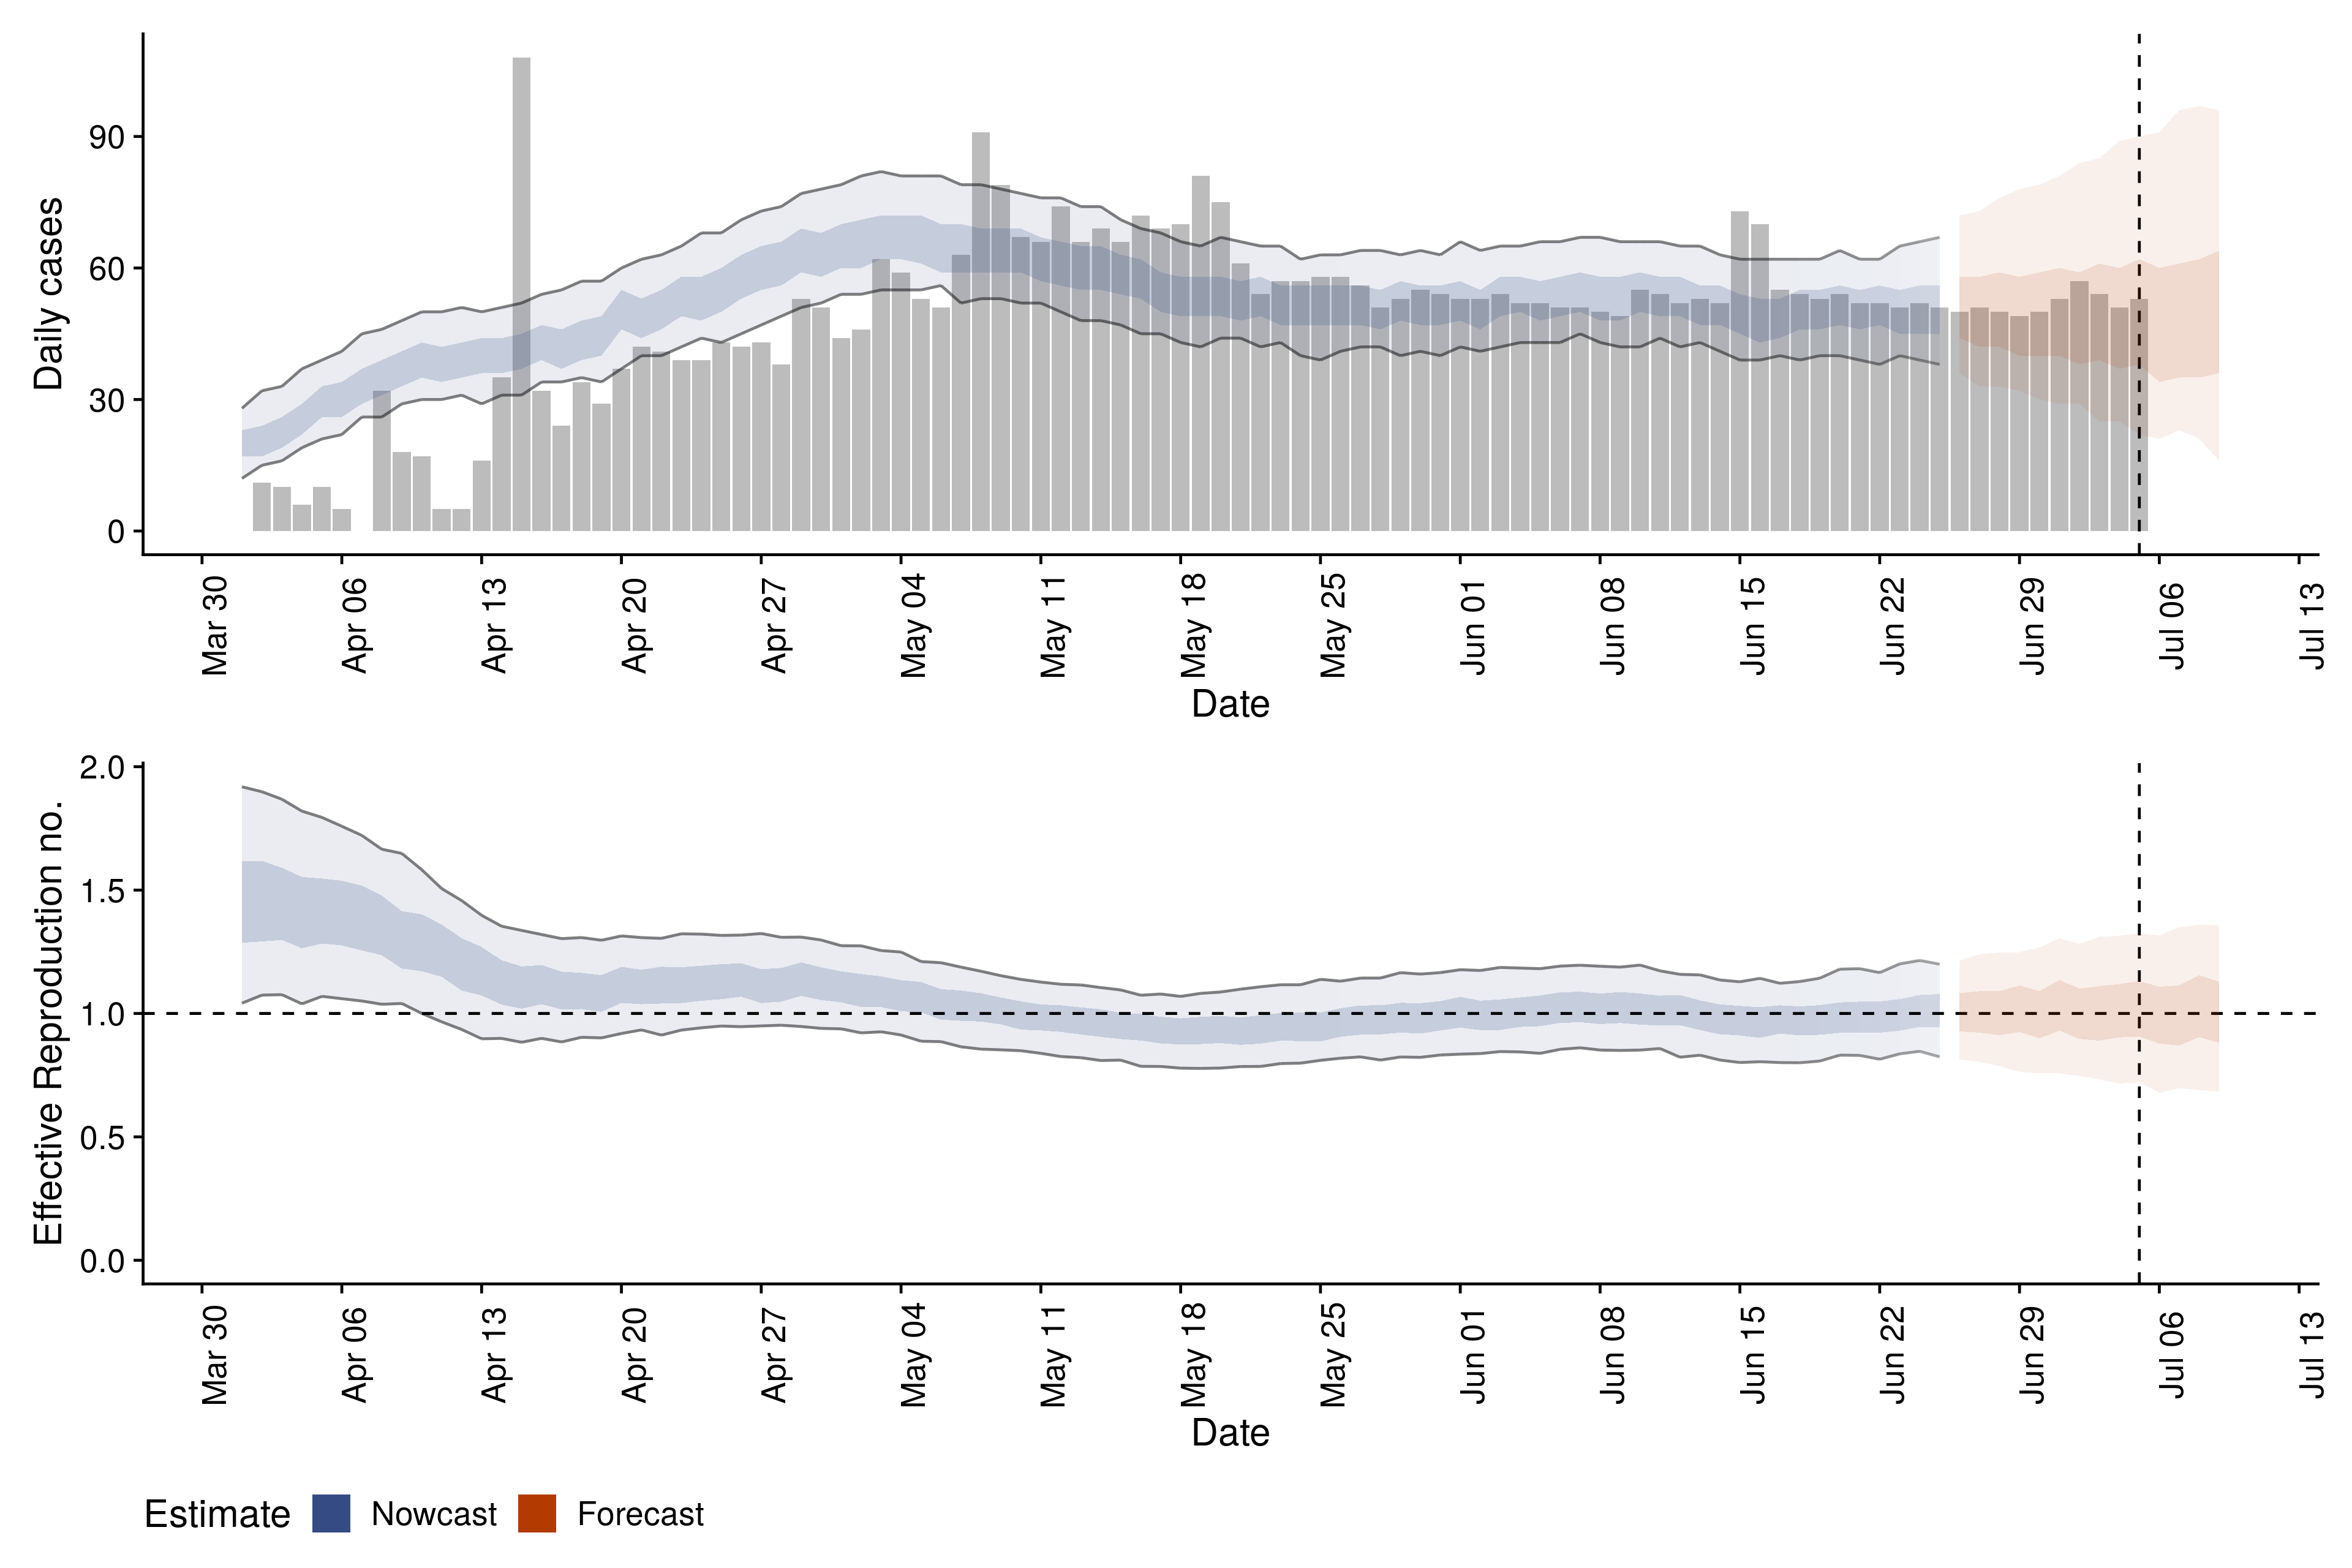 Daily cases
90
60
30
0
Mar 30 Apr 06 Apr 13 Apr 20 Apr 27 May 04 May 11 May 18 May 25 Jun 01 Jun 08 Jun 15 Jun 22 Jun 29 Jul 06 Jul 13
Date
Effective Reproduction no.
2.0
1.5
1.0
0.5
0.0
Mar 30 Apr 06 Apr 13 Apr 20 Apr 27 May 04 May 11 May 18 May 25 Jun 01 Jun 08 Jun 15 Jun 22 Jun 29 Jul 06 Jul 13
Date
Estimate Nowcast Forecast